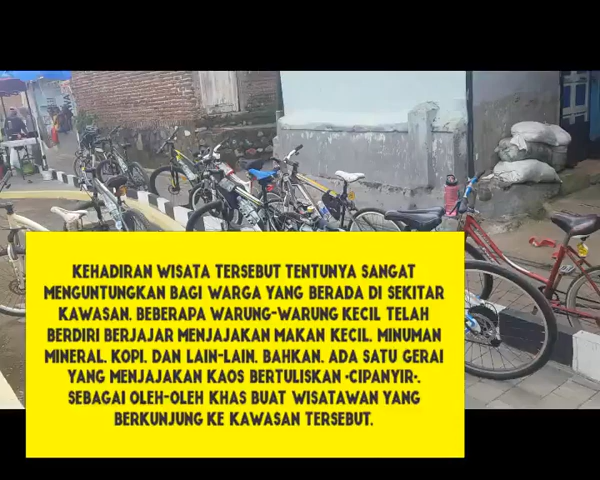 KEHADIRAN WISATA TERSEBUT TENTUNYA SANGAT
MENGUNTUNGKAN BAGI WARGA YANG BERADA DI SEKITAR
KAWASAN. BEBERAPA WARUNG-WARUNG KECIL TELAH
BERDIRI BERJAJAR MENJAJAKAN MAKAN KECIL. MINUMAN
MINERAL. KOPI. DAN LAIN-LAIN. BAHKAN. ADA SATU GERAI
YANG MENJAJAKAN KAOS BERTULISKAN •CIPANYIR•.
SEBAGAI OLEH-OLEH KHAS BUAT WISATAWAN YANG
BERKUNJUNG KE KAWASAN TERSEBUT.